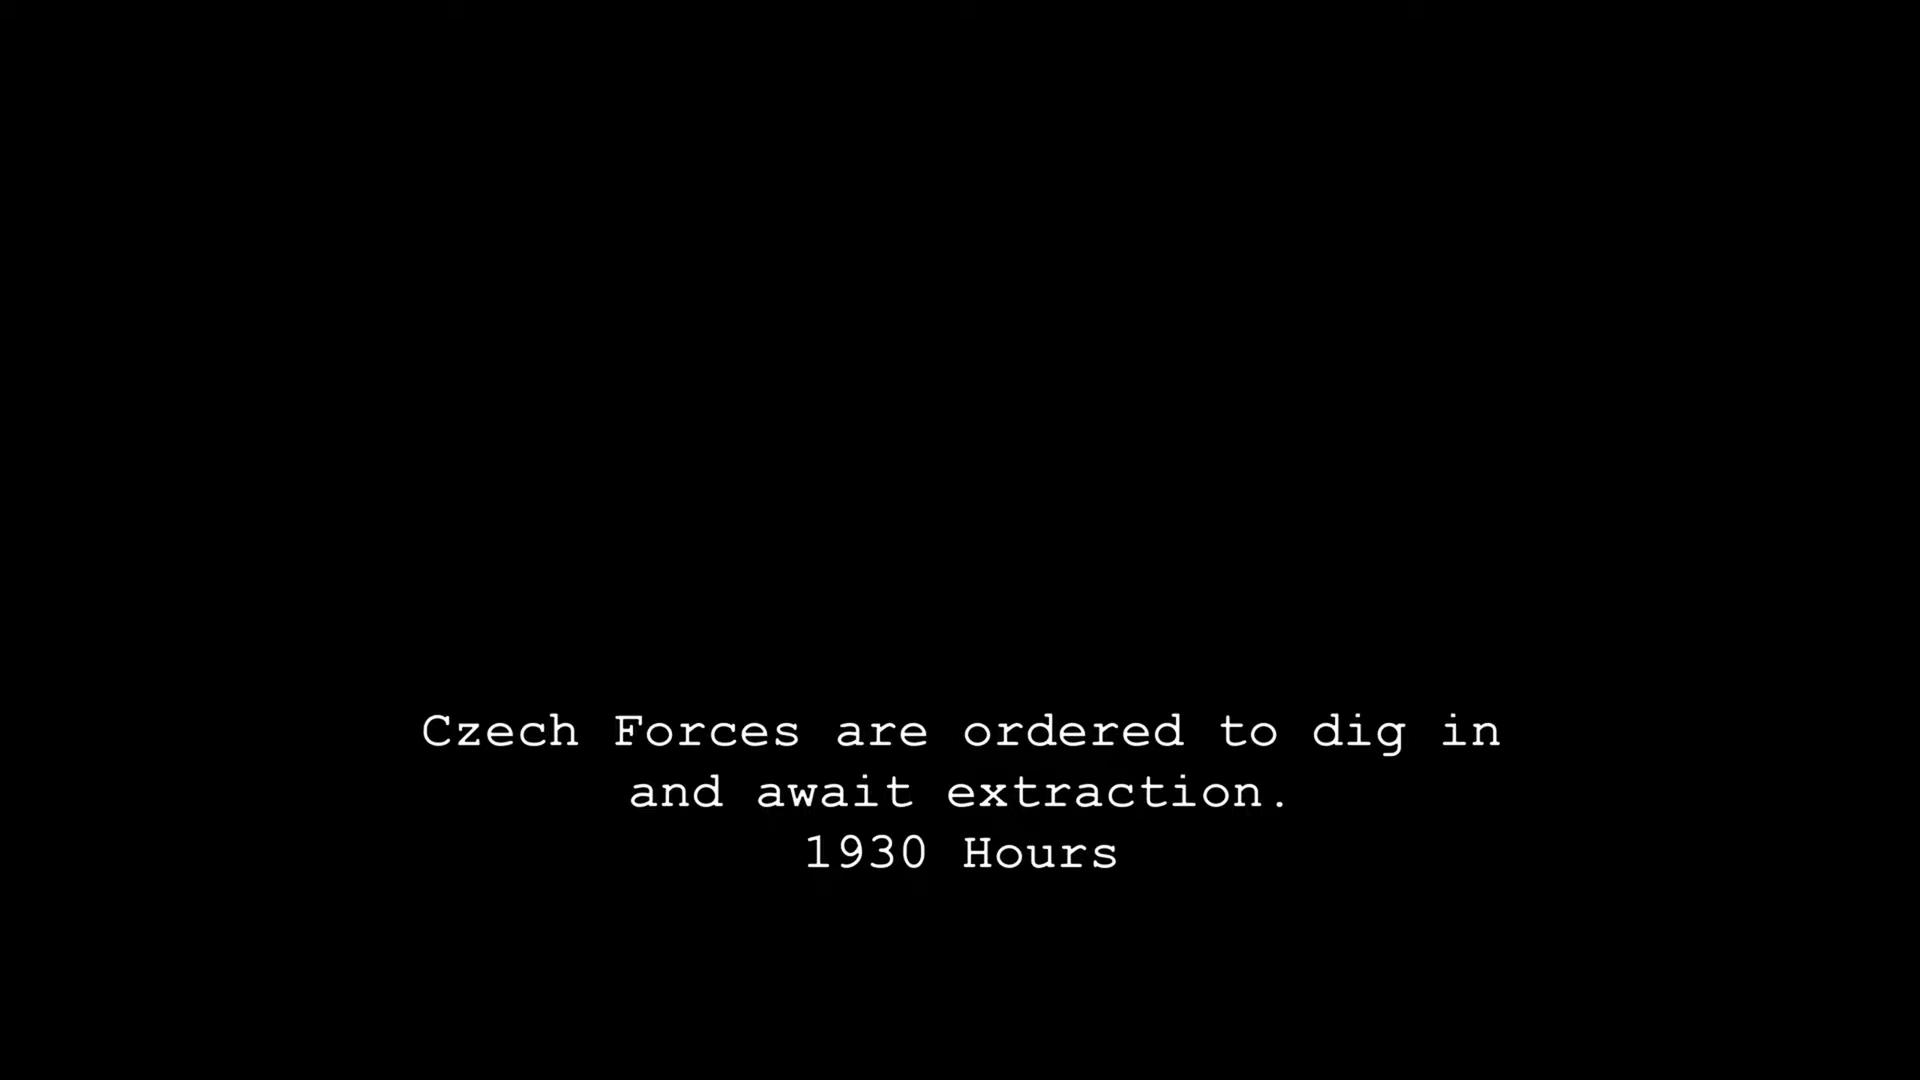 Czech Forces are ordered to dig in
and await extraction.
1930 Hours